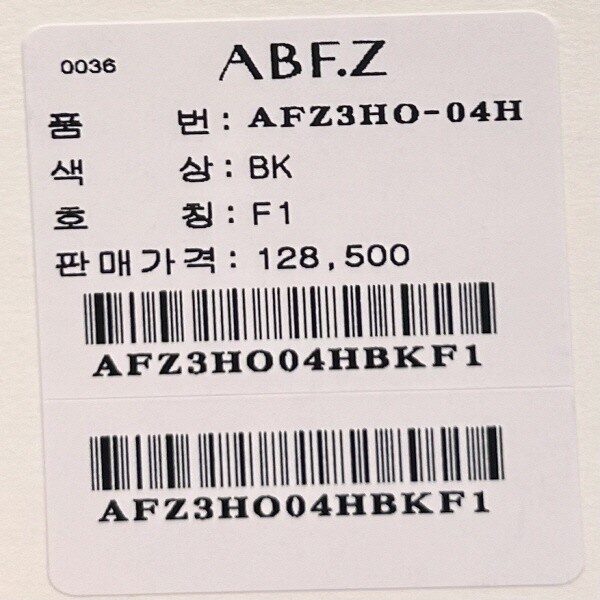 0036 ABF.Z
품 번 : AFZ3HO-04H
색 상 : BK
호 칭 : F1
판매가격 : 128,500
AFZ3HO04HBKF1
AFZ3HO04HBKF1